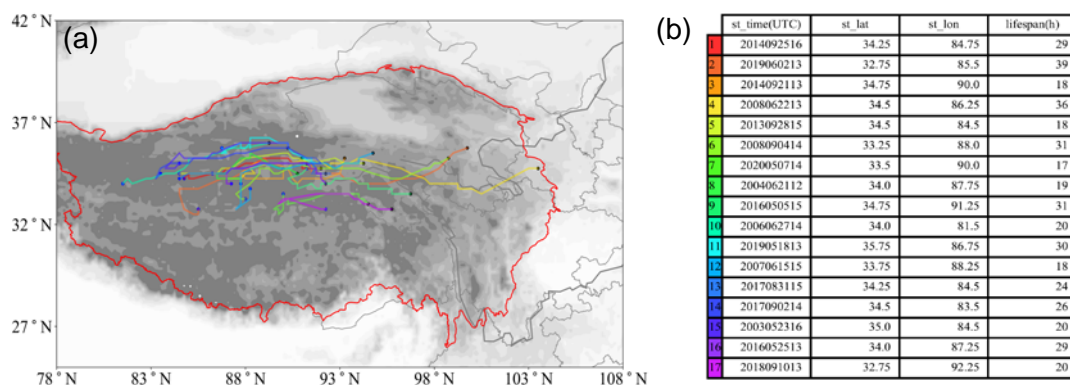 (a)
42°N
37°N
32°N
27°N
78°N 83°N 88°N 93°N 98°N 103°N 108°N
(b)
st_time(UTC) st_lat st_lon lifespan(h)
1 2014092516 34.25 84.75 29
2 2019060213 32.75 85.5 39
3 2014092113 34.75 90.0 18
4 2008062213 34.5 86.25 36
5 2013092815 34.5 84.5 18
6 2008090414 33.25 88.0 31
7 2020050714 33.5 90.0 17
8 2004062112 34.0 87.75 19
9 2016050515 34.75 91.25 31
10 2006062714 34.0 81.5 20
11 2019051813 35.75 86.75 30
12 2007061515 33.75 88.25 18
13 2017083115 34.25 84.5 24
14 2017090214 34.5 83.5 26
15 2003052316 35.0 84.5 20
16 2016052513 34.0 87.25 29
17 2018091013 32.75 92.25 20